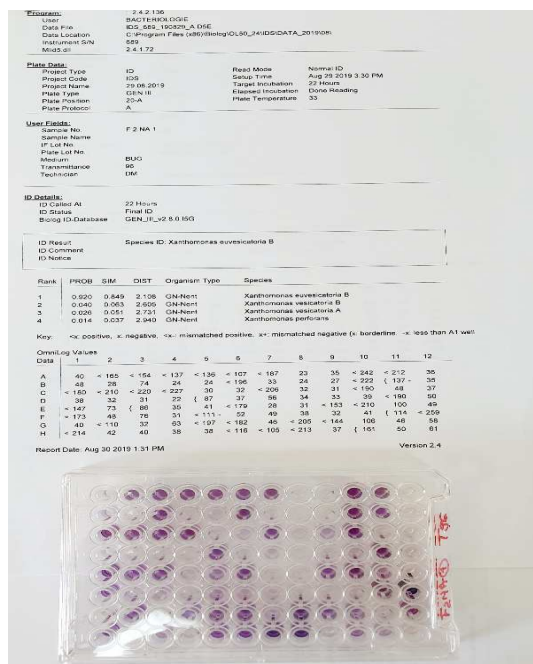 Program: 2.4.2.136
User BACTERIOLOGIE
Data File IDS_689_190829_A.D5E
Data Location C:\Program Files (x86)\Biolog\OL50_24\IDS\DATA_2019\08\
Instrument S/N 689
Mlid5.dll 2.4.1.72
Plate Data:
Project Type ID Read Mode Normal ID
Project Code IDS Setup Time Aug 29 2019 3:30 PM
Project Name 29.08.2019 Target Incubation 22 Hours
Plate Type GEN III Elapsed Incubation Done Reading
Plate Position 20-A Plate Temperature 33
Plate Protocol A
User Fields:
Sample No. F 2 NA 1
Sample Name
IF Lot No.
Plate Lot No.
Medium BUG
Transmittance 96
Technician DM
ID Details:
ID Called At 22 Hours
ID Status Final ID
Biolog ID-Database GEN_III_v2.8.0.15G
ID Result Species ID: Xanthomonas euvesicatoria B
ID Comment
ID Notice
Rank PROB SIM DIST Organism Type Species
1 0.920 0.849 2.108 GN-Nent Xanthomonas euvesicatoria B
2 0.040 0.063 2.605 GN-Nent Xanthomonas vesicatoria B
3 0.026 0.051 2.731 GN-Nent Xanthomonas vesicatoria A
4 0.014 0.037 2.940 GN-Nent Xanthomonas perforans
Key: <x: positive, x: negative, <x-: mismatched positive, x+: mismatched negative {x: borderline, -x: less than A1 well
OmniLog Values
Data 1 2 3 4 5 6 7 8 9 10 11 12
A 40 < 165 < 154 < 137 < 136 < 107 < 187 23 35 < 242 < 212 36
B 48 28 74 24 24 < 196 33 24 27 < 222 { 137 - 35
C < 180 < 210 < 220 < 227 30 32 < 206 32 31 < 190 48 37
D 38 32 31 22 { 87 37 56 34 33 39 < 190 50
E < 147 73 { 86 35 41 < 179 28 31 < 153 < 210 100 49
F < 173 48 76 31 < 111 - 52 49 38 32 41 { 114 < 259
G 40 < 110 32 63 < 197 < 182 46 < 205 < 144 106 46 58
H < 214 42 40 38 38 < 116 < 105 < 213 37 { 161 50 61
Report Date: Aug 30 2019 1:31 PM Version 2.4